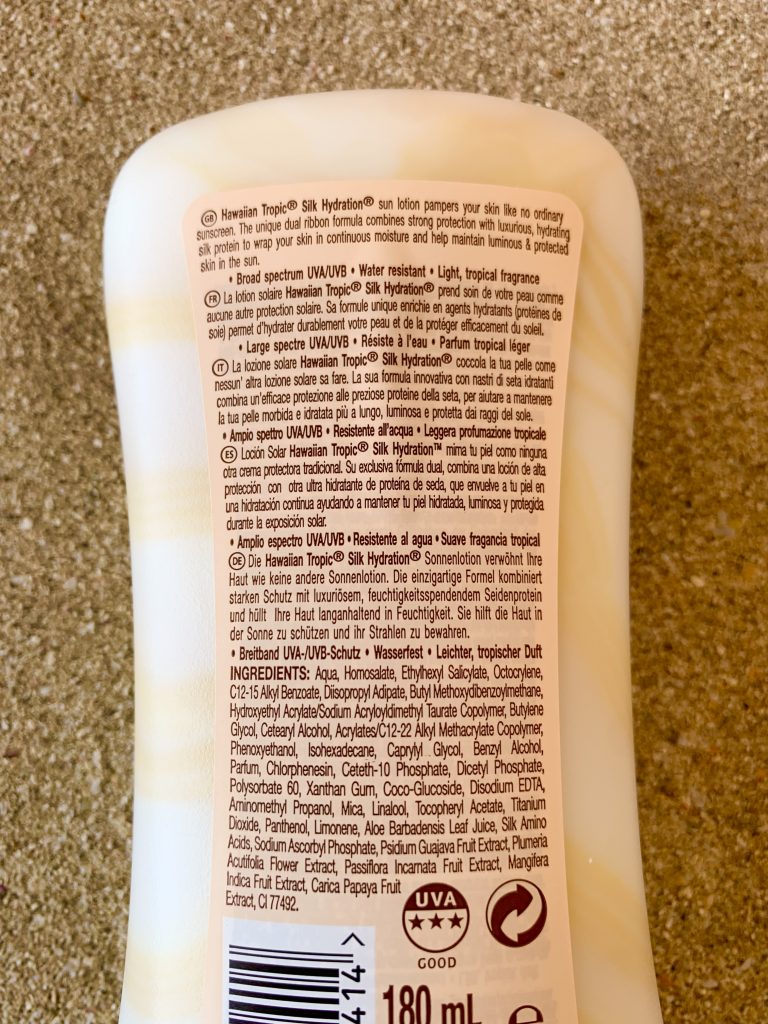 GB Hawaiian Tropic® Silk Hydration® sun lotion pampers your skin like no ordinary
sunscreen. The unique dual ribbon formula combines strong protection with luxurious, hydrating
silk protein to wrap your skin in continuous moisture and help maintain luminous & protected
skin in the sun.
• Broad spectrum UVA/UVB • Water resistant • Light, tropical fragrance
FR La lotion solaire Hawaiian Tropic® Silk Hydration® prend soin de votre peau comme
aucune autre protection solaire. Sa formule unique enrichie en agents hydratants (protéines de
soie) permet d'hydrater durablement votre peau et de la protéger efficacement du soleil.
• Large spectre UVA/UVB • Résiste à l'eau • Parfum tropical léger
IT La lozione solare Hawaiian Tropic® Silk Hydration® coccola la tua pelle come
nessun' altra lozione solare sa fare. La sua formula innovativa con nastri di seta idratanti
combina un'efficace protezione alle preziose proteine della seta, per aiutare a mantenere
la tua pelle morbida e idratata più a lungo, luminosa e protetta dai raggi del sole.
• Ampio spettro UVA/UVB • Resistente all'acqua • Leggera profumazione tropicale
ES Loción Solar Hawaiian Tropic® Silk Hydration™ mima tu piel como ninguna
otra crema protectora tradicional. Su exclusiva fórmula dual, combina una loción de alta
protección con otra ultra hidratante de proteína de seda, que envuelve a tu piel en
una hidratación continua ayudando a mantener tu piel hidratada, luminosa y protegida
durante la exposición solar.
• Amplio espectro UVA/UVB • Resistente al agua • Suave fragancia tropical
DE Die Hawaiian Tropic® Silk Hydration® Sonnenlotion verwöhnt Ihre
Haut wie keine andere Sonnenlotion. Die einzigartige Formel kombiniert
starken Schutz mit luxuriösem, feuchtigkeitsspendendem Seidenprotein
und hüllt Ihre Haut langanhaltend in Feuchtigkeit. Sie hilft die Haut in
der Sonne zu schützen und ihr Strahlen zu bewahren.
• Breitband UVA-/UVB-Schutz • Wasserfest • Leichter, tropischer Duft
INGREDIENTS: Aqua, Homosalate, Ethylhexyl Salicylate, Octocrylene,
C12-15 Alkyl Benzoate, Diisopropyl Adipate, Butyl Methoxydibenzoylmethane,
Hydroxyethyl Acrylate/Sodium Acryloyldimethyl Taurate Copolymer, Butylene
Glycol, Cetearyl Alcohol, Acrylates/C12-22 Alkyl Methacrylate Copolymer,
Phenoxyethanol, Isohexadecane, Caprylyl Glycol, Benzyl Alcohol,
Parfum, Chlorphenesin, Ceteth-10 Phosphate, Dicetyl Phosphate,
Polysorbate 60, Xanthan Gum, Coco-Glucoside, Disodium EDTA,
Aminomethyl Propanol, Mica, Linalool, Tocopheryl Acetate, Titanium
Dioxide, Panthenol, Limonene, Aloe Barbadensis Leaf Juice, Silk Amino
Acids, Sodium Ascorbyl Phosphate, Psidium Guajava Fruit Extract, Plumeria
Acutifolia Flower Extract, Passiflora Incarnata Fruit Extract, Mangifera
Indica Fruit Extract, Carica Papaya Fruit
Extract, CI 77492.
UVA
★★★
GOOD
414 >
180 mL e